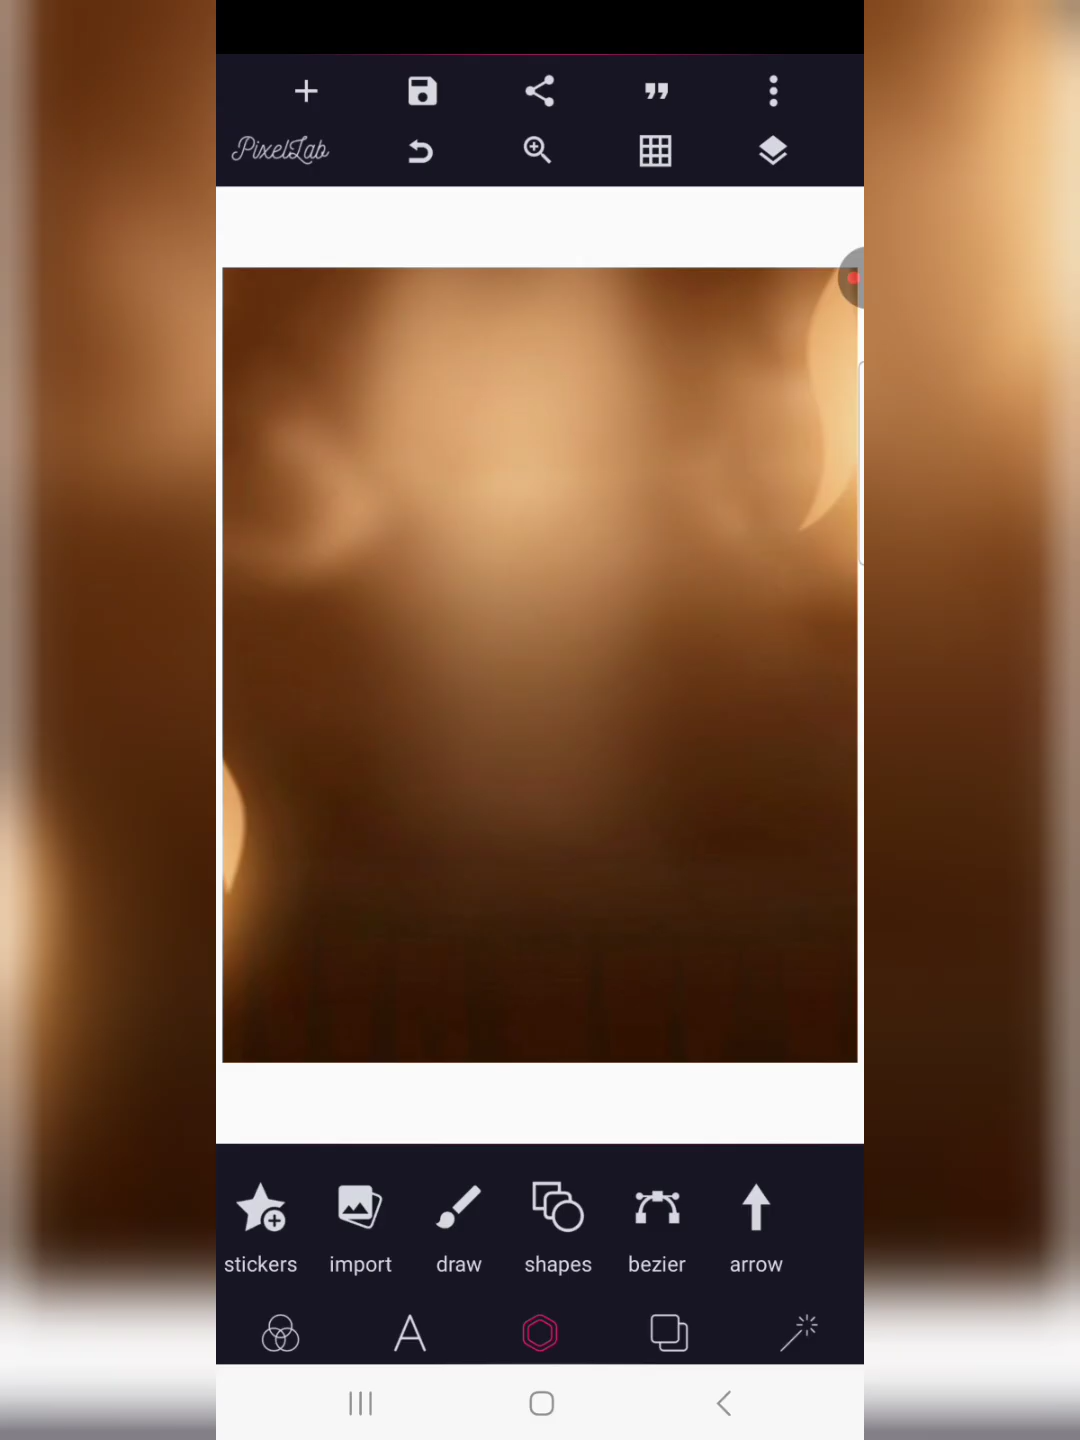 PixelLab
stickers
import
draw
shapes
bezier
arrow